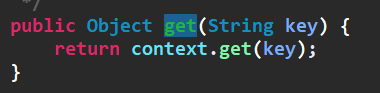 */
public Object get(String key) {
    return context.get(key);
}